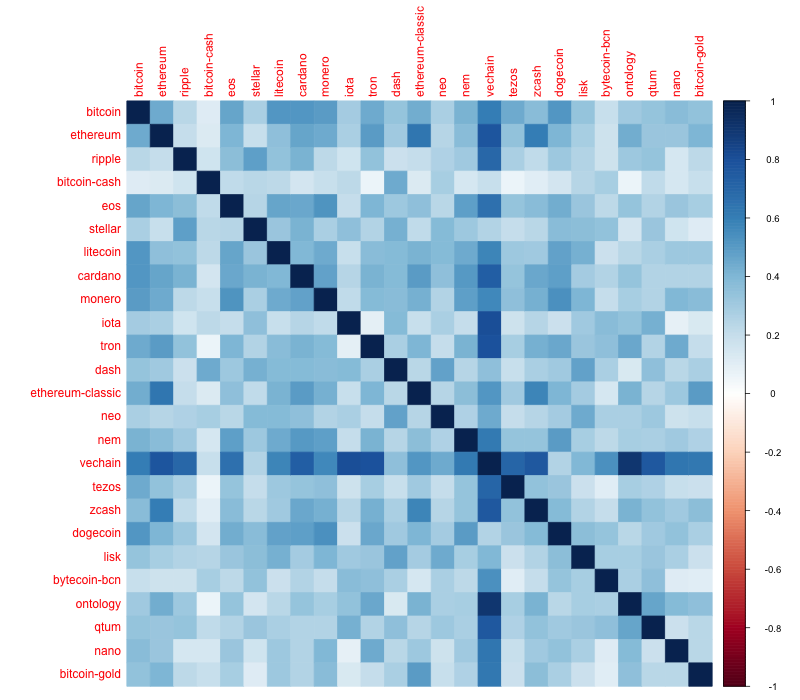 bitcoin
ethereum
ripple
bitcoin-cash
eos
stellar
litecoin
cardano
monero
iota
tron
dash
ethereum-classic
neo
nem
vechain
tezos
zcash
dogecoin
lisk
bytecoin-bcn
ontology
qtum
nano
bitcoin-gold
bitcoin
ethereum
ripple
bitcoin-cash
eos
stellar
litecoin
cardano
monero
iota
tron
dash
ethereum-classic
neo
nem
vechain
tezos
zcash
dogecoin
lisk
bytecoin-bcn
ontology
qtum
nano
bitcoin-gold
1
0.8
0.6
0.4
0.2
0
-0.2
-0.4
-0.6
-0.8
-1